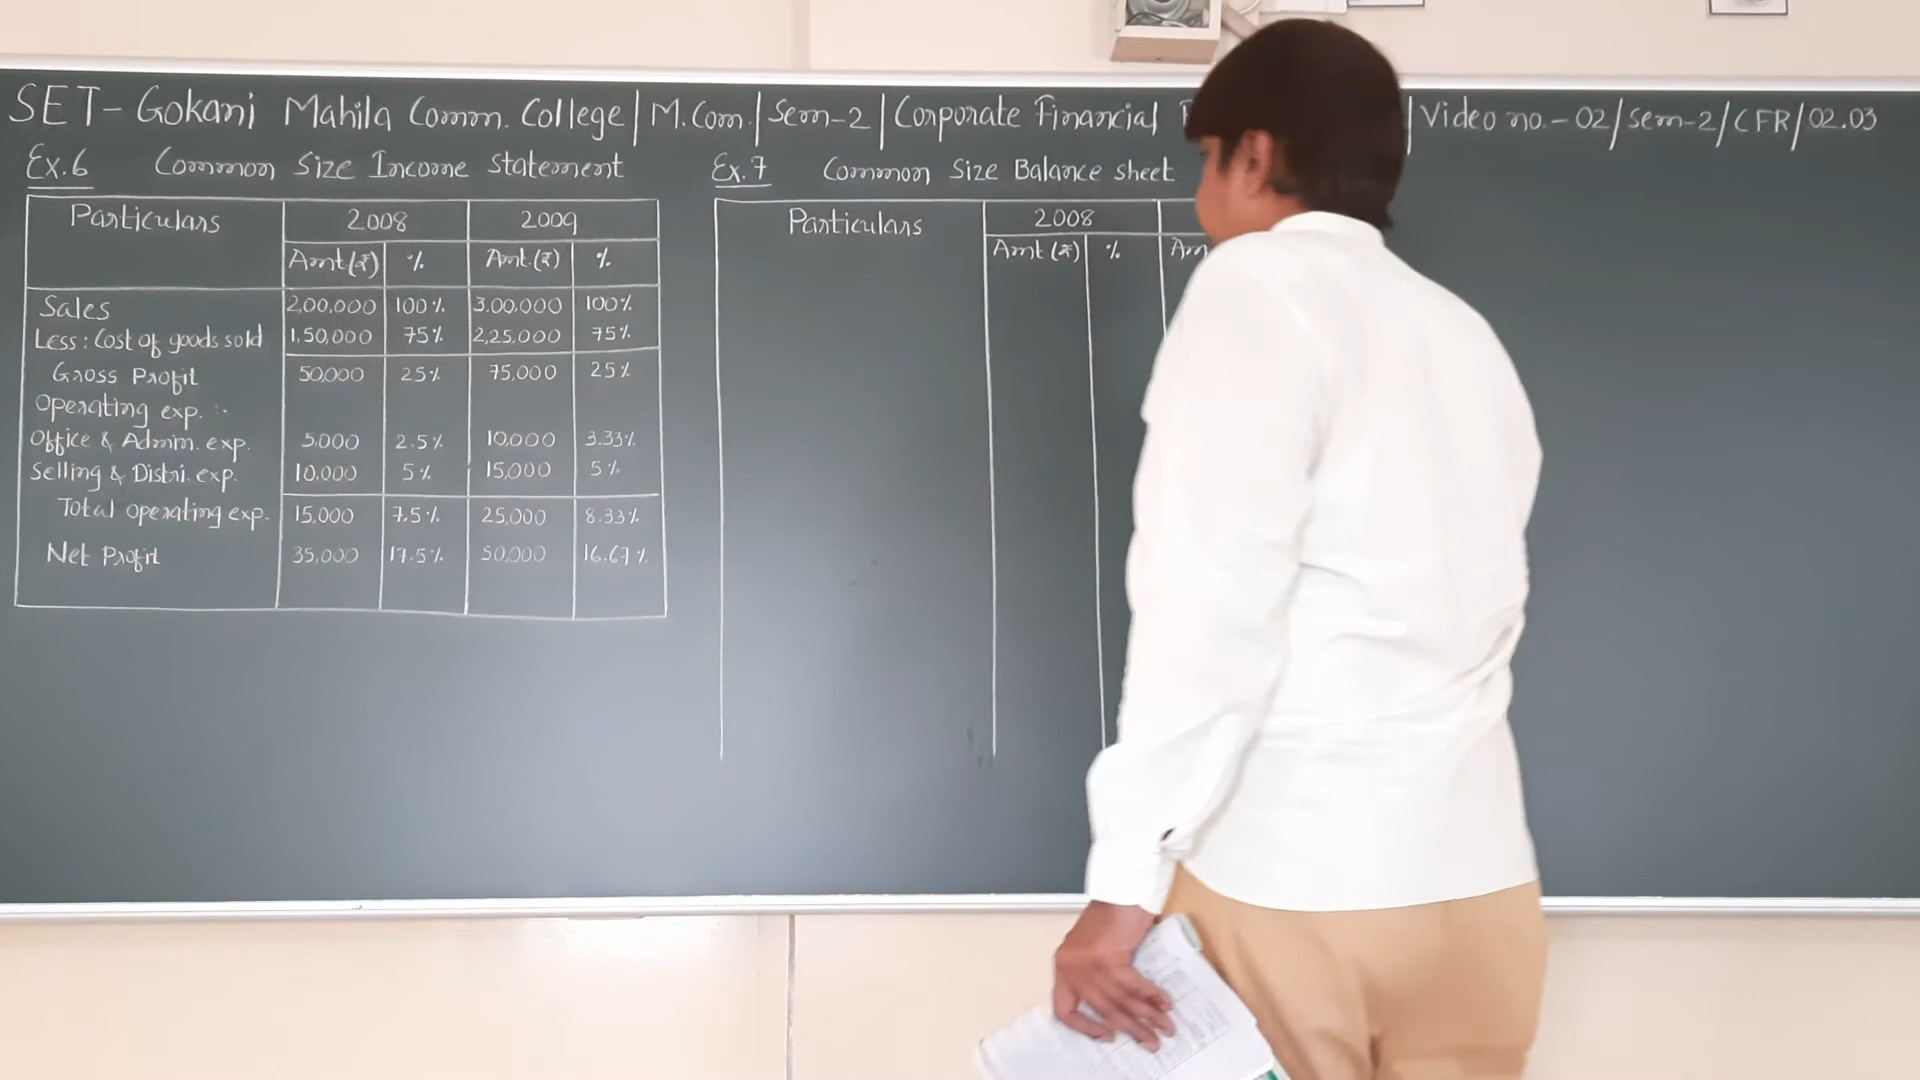 SET- Gokani Mahila Comm. College | M.Com. | Sem-2 | Corporate Financial | Video no.- 02 / Sem-2 / CFR / 02.03
Ex.6 Common Size Income Statement
Particulars 2008 2009
Amt (₹) % Amt. (₹) %
Sales 2,00,000 100% 3,00,000 100%
Less : Cost of goods sold 1,50,000 75% 2,25,000 75%
Gross Profit 50,000 25% 75,000 25%
Operating exp. :-
Office & Admin. exp. 5000 2.5% 10,000 3.33%
Selling & Distri. exp. 10,000 5% 15,000 5%
Total operating exp. 15,000 7.5% 25,000 8.33%
Net Profit 35,000 17.5% 50,000 16.67%
Ex. 7 Common Size Balance sheet
Particulars 2008
Amt (₹) %